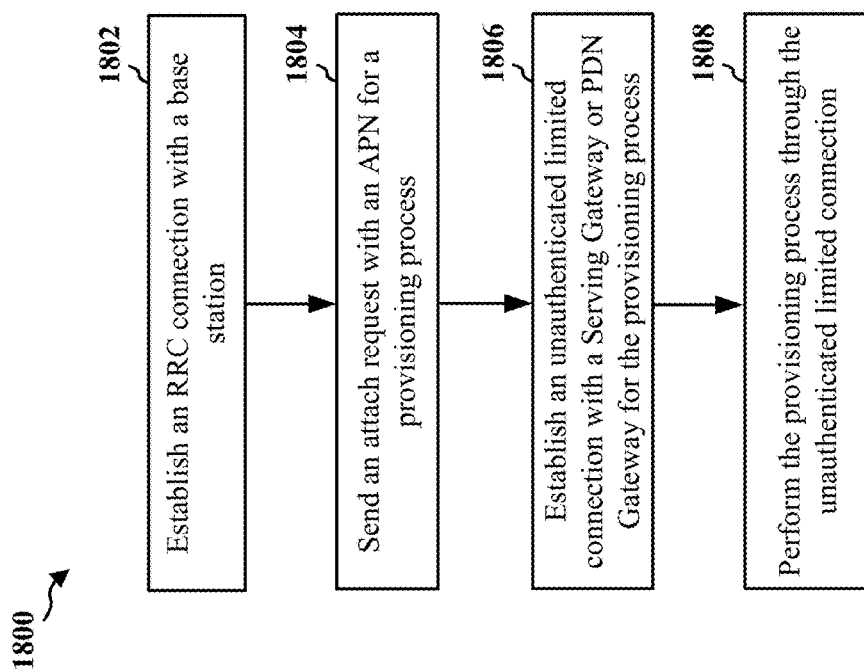 1800
1802
Establish an RRC connection with a base
station
1804
Send an attach request with an APN for a
provisioning process
1806
Establish an unauthenticated limited
connection with a Serving Gateway or PDN
Gateway for the provisioning process
1808
Perform the provisioning process through the
unauthenticated limited connection